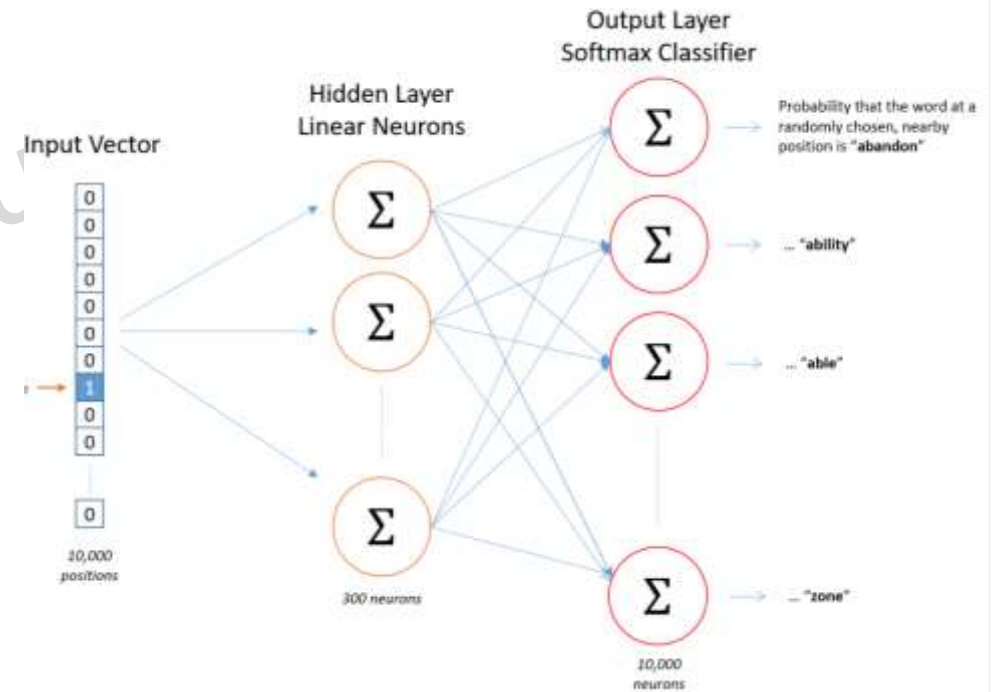 Output Layer
Softmax Classifier
Hidden Layer
Linear Neurons
Input Vector
0
0
0
0
0
0
0
1
0
0
0
10,000
positions
Σ
Σ
Σ
300 neurons
Σ
Σ
Σ
Σ
10,000
neurons
Probability that the word at a
randomly chosen, nearby
position is "abandon"
... "ability"
... "able"
... "zone"